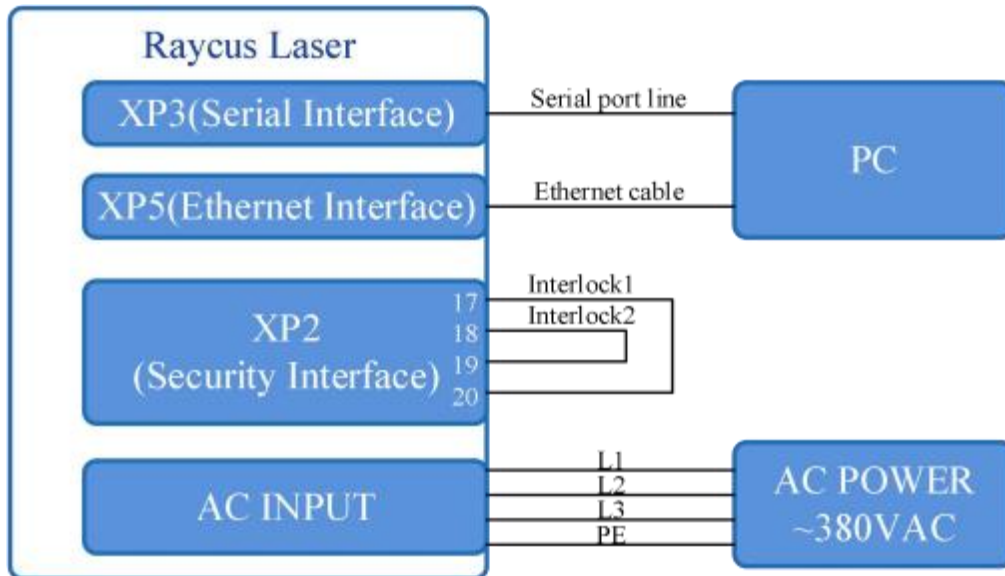 Raycus Laser
XP3(Serial Interface)
Serial port line
PC
XP5(Ethernet Interface)
Ethernet cable
XP2
(Security Interface)
17
18
19
20
Interlock1
Interlock2
AC INPUT
L1
L2
L3
PE
AC POWER
~380VAC